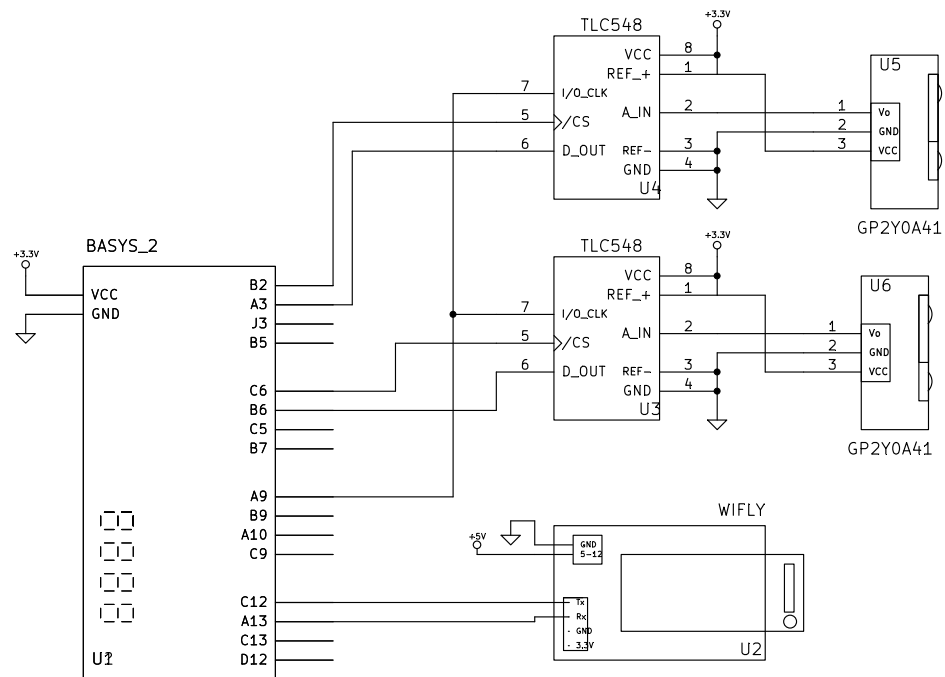 +3.3V
TLC548
VCC 8
REF_+ 1
7 I/O_CLK
A_IN 2
5 /CS
6 D_OUT
REF- 3
GND 4
U4
U5
1 Vo
2 GND
3 VCC
GP2Y0A41
+3.3V
TLC548
VCC 8
REF_+ 1
7 I/O_CLK
A_IN 2
5 /CS
6 D_OUT
REF- 3
GND 4
U3
U6
1 Vo
2 GND
3 VCC
GP2Y0A41
BASYS_2
+3.3V
VCC
GND
B2
A3
J3
B5
C6
B6
C5
B7
A9
B9
A10
C9
C12
A13
C13
D12
WIFLY
+5V
GND
5-12
Tx
Rx
- GND
- 3.3V
U2